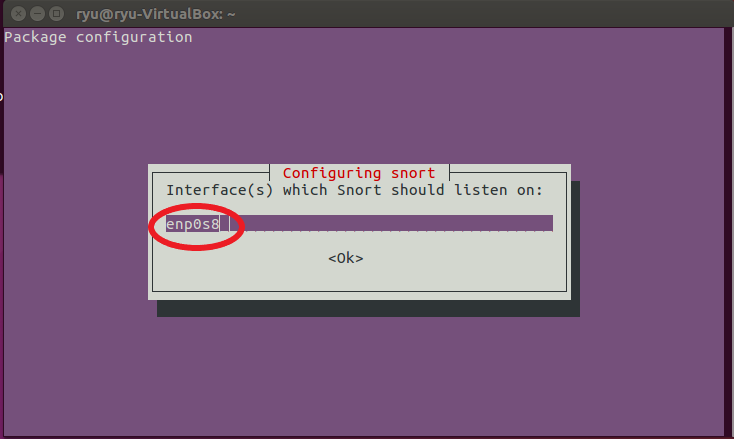 ryu@ryu-VirtualBox: ~
Package configuration
Configuring snort
Interface(s) which Snort should listen on:
enp0s8
<Ok>